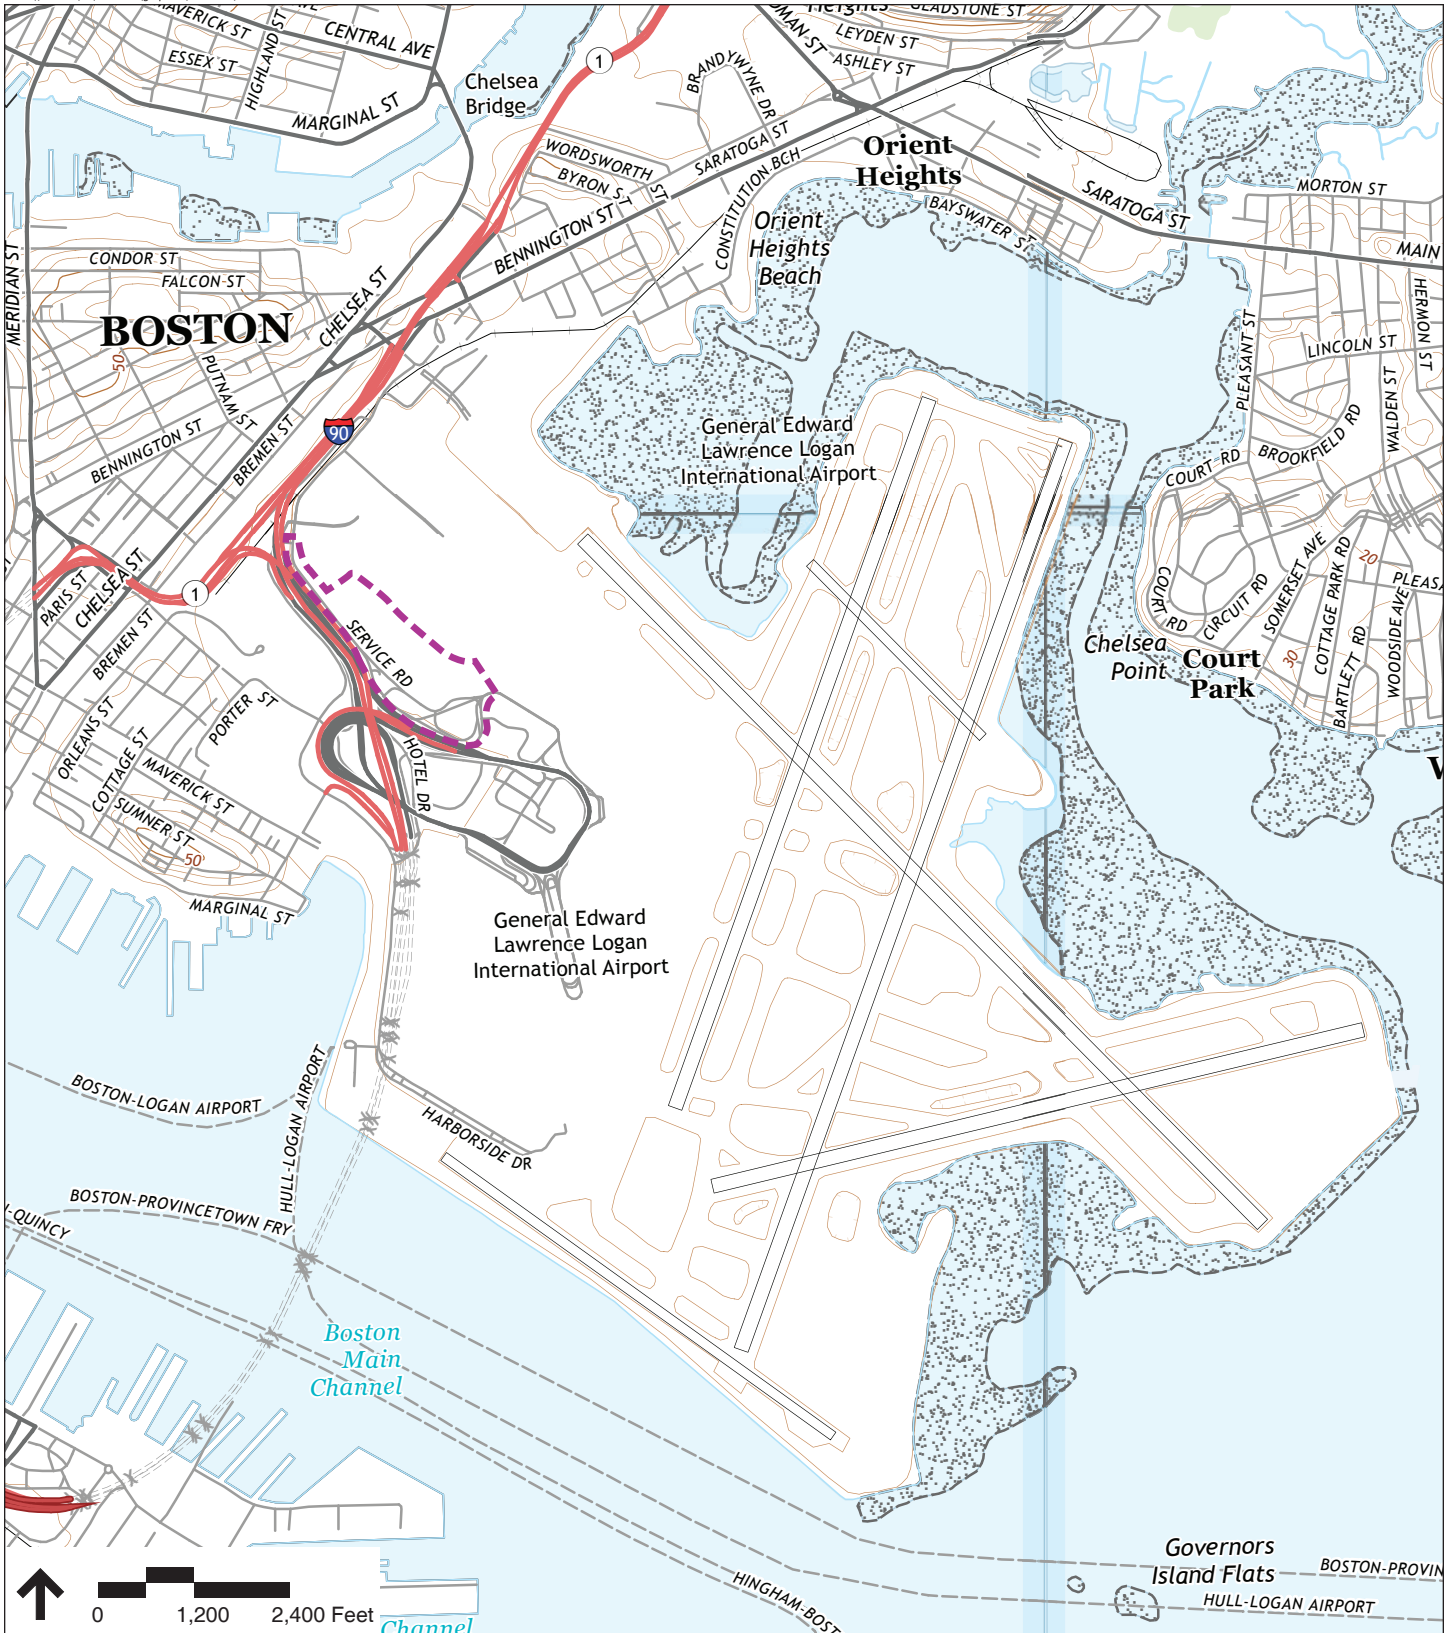 MAVERICK ST
ESSEX ST
HIGHLAND ST
CENTRAL AVE
MARGINAL ST
Chelsea
Bridge
1
LEYDEN ST
ASHLEY ST
GLADSTONE ST
BRANDYWYNE DR
SARATOGA ST
CONSTITUTION BCH
WORDSWORTH ST
BYRON ST
BENNINGTON ST
Orient
Heights
SARATOGA ST
BAYSWATER ST
MORTON ST
MAIN
Orient
Heights
Beach
CONDOR ST
FALCON ST
MERIDIAN ST
BOSTON
50
PUTNAM ST
CHELSEA ST
BENNINGTON ST
BREMEN ST
90
HERMON ST
LINCOLN ST
PLEASANT ST
WALDEN ST
BROOKFIELD RD
COURT RD
General Edward
Lawrence Logan
International Airport
COURT RD
CIRCUIT RD
SOMERSET AVE
COTTAGE PARK RD
BARTLETT RD
WOODSIDE AVE
PLEASA
20
30
Chelsea
Point
Court
Park
PARIS ST
CHELSEA ST
BREMEN ST
1
SERVICE RD
HOTEL DR
PORTER ST
ORLEANS ST
COTTAGE ST
MAVERICK ST
SUMNER ST
50
MARGINAL ST
General Edward
Lawrence Logan
International Airport
BOSTON-LOGAN AIRPORT
HULL-LOGAN AIRPORT
HARBORSIDE DR
BOSTON-PROVINCETOWN FRY
-QUINCY
Boston
Main
Channel
Governors
Island Flats
BOSTON-PROVIN
HULL-LOGAN AIRPORT
HINGHAM-BOST
0 1,200 2,400 Feet
Channel